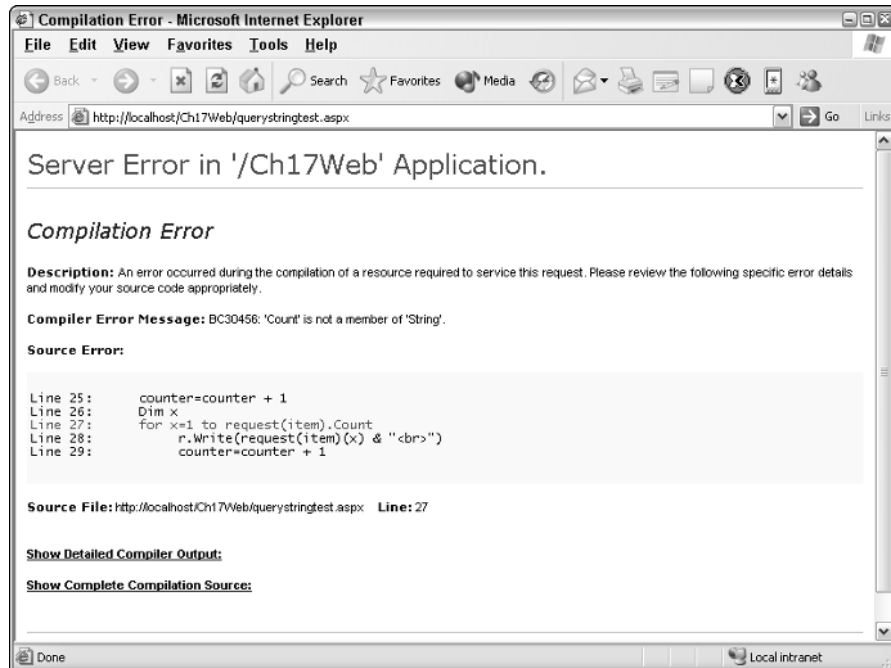 Compilation Error - Microsoft Internet Explorer
File Edit View Favorites Tools Help
Back Search Favorites Media
Address http://localhost/Ch17Web/querystringtest.aspx Go Links
Server Error in '/Ch17Web' Application.
Compilation Error
Description: An error occurred during the compilation of a resource required to service this request. Please review the following specific error details
and modify your source code appropriately.
Compiler Error Message: BC30456: 'Count' is not a member of 'String'.
Source Error:
Line 25: counter=counter + 1
Line 26: Dim x
Line 27: for x=1 to request(item).Count
Line 28: r.Write(request(item)(x) & "<br>")
Line 29: counter=counter + 1
Source File: http://localhost/Ch17Web/querystringtest.aspx Line: 27
Show Detailed Compiler Output:
Show Complete Compilation Source:
Done Local intranet